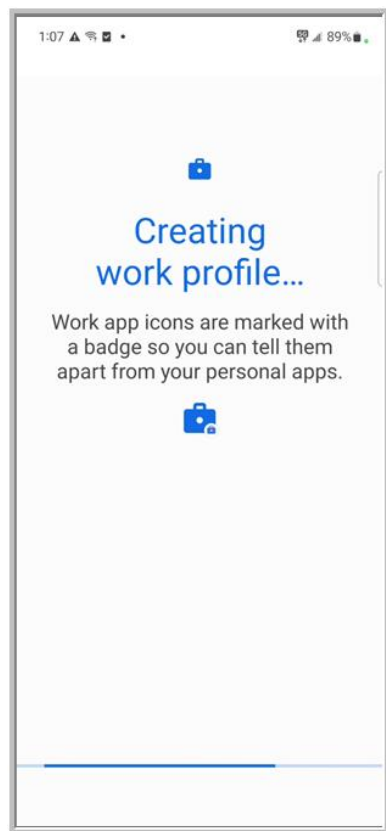 1:07
89%
Creating
work profile…
Work app icons are marked with
a badge so you can tell them
apart from your personal apps.